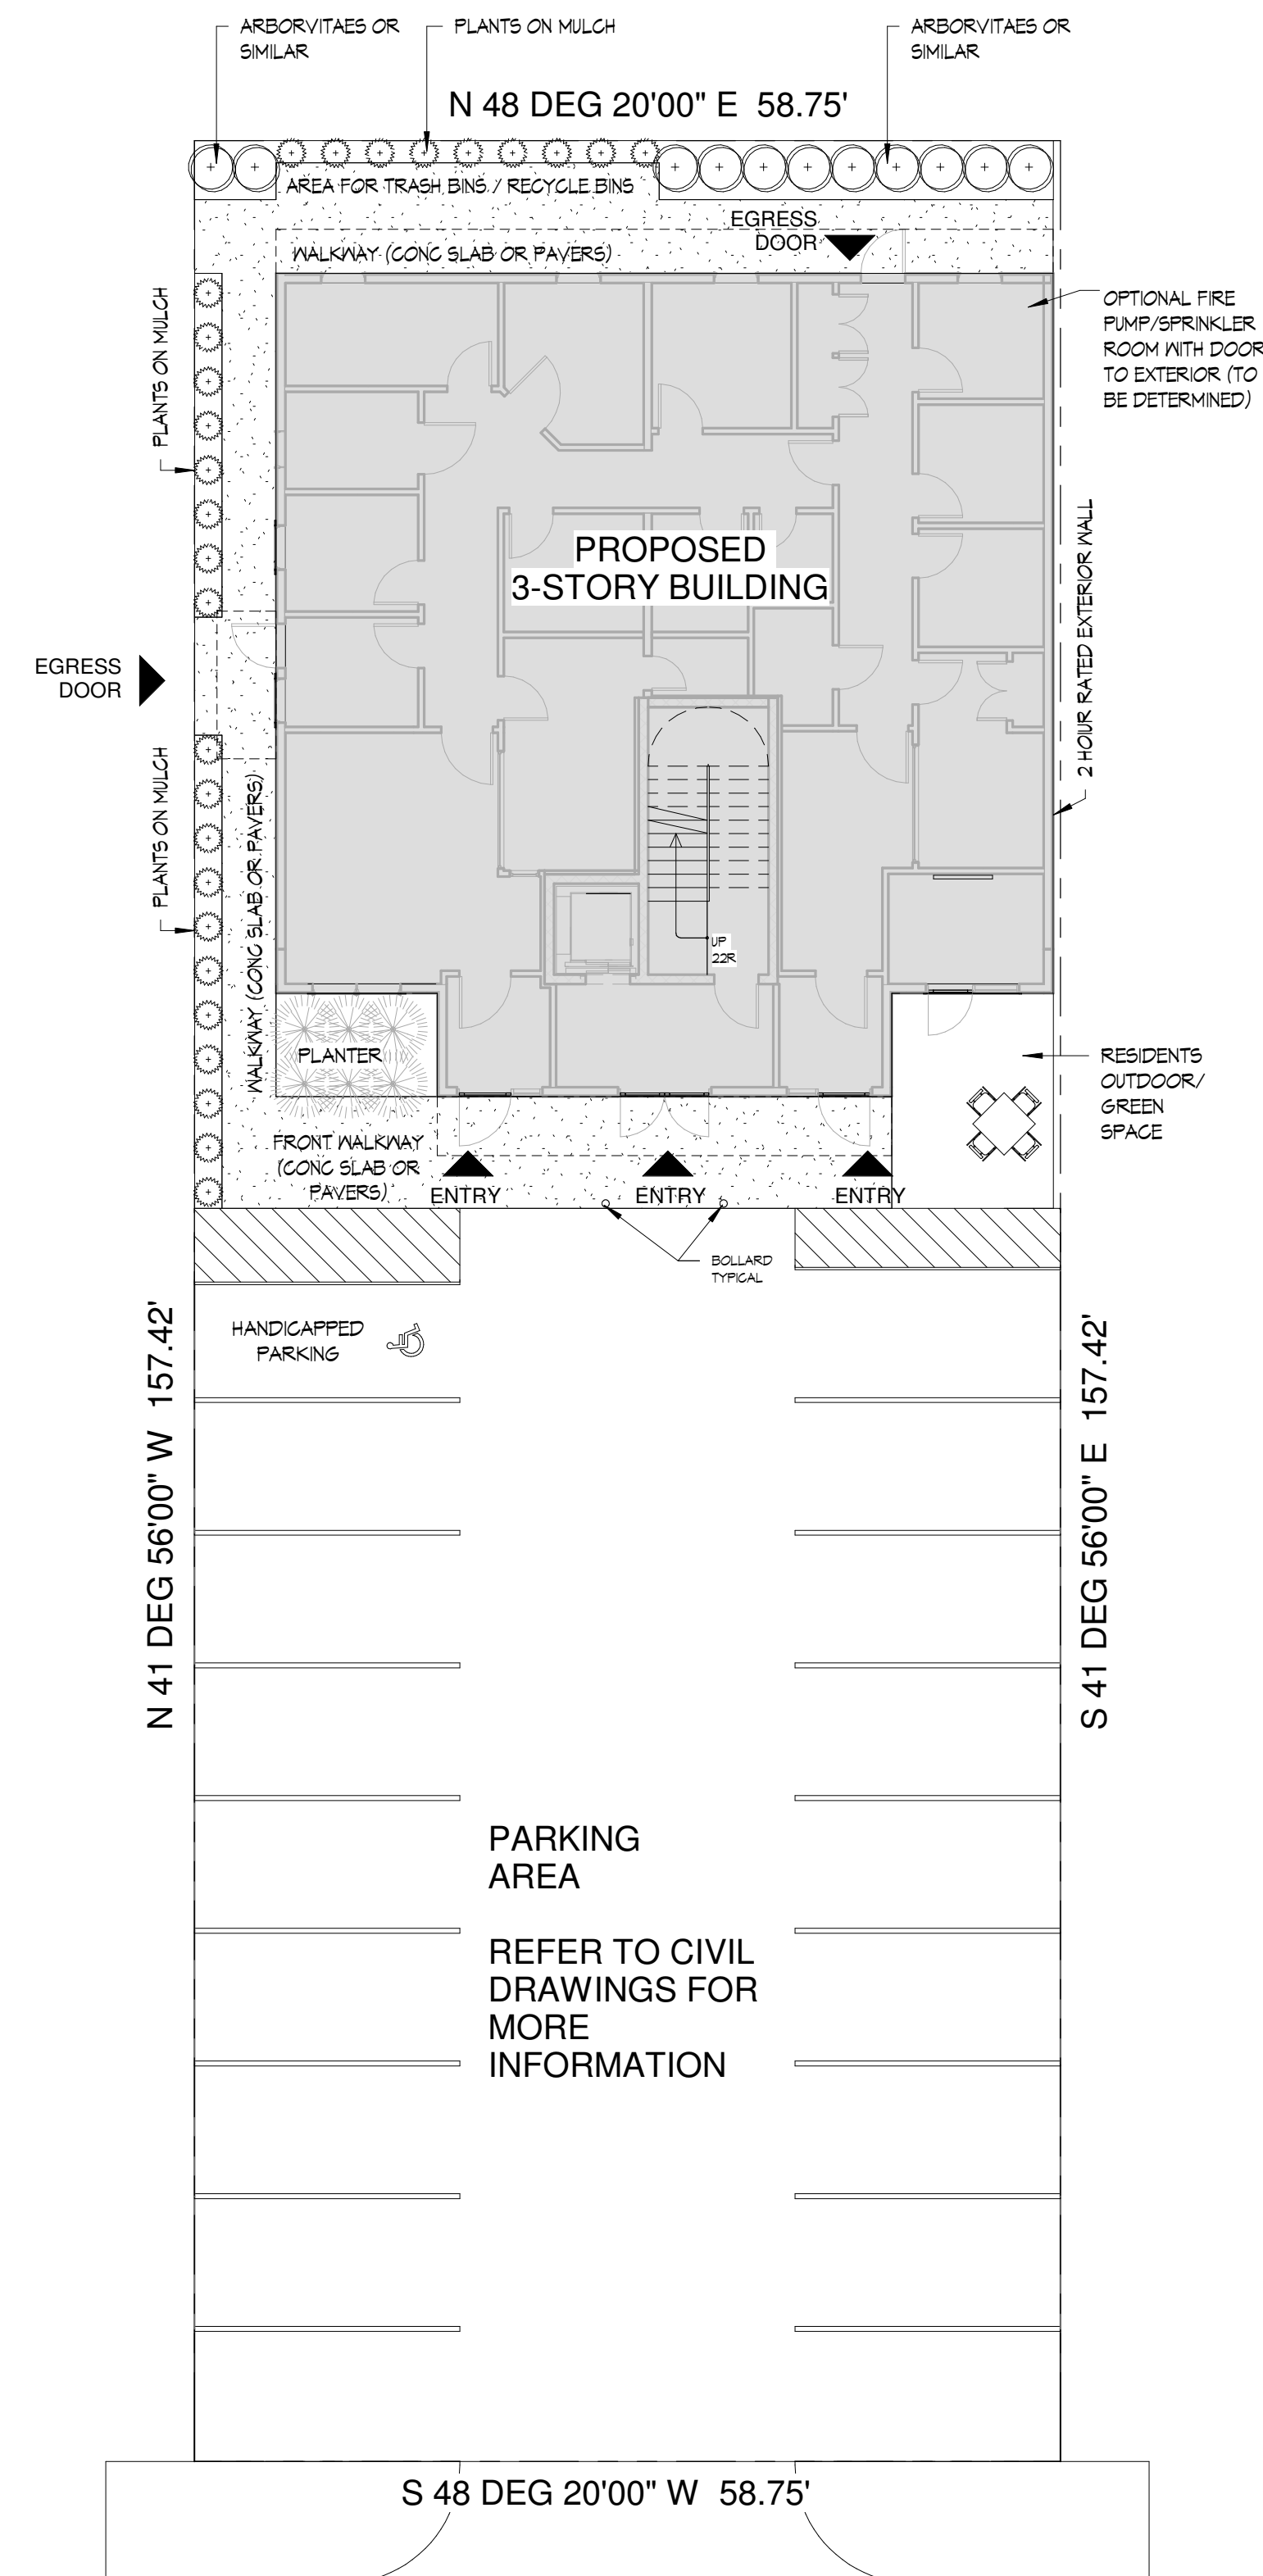 ARBORVITAES OR
SIMILAR
PLANTS ON MULCH
ARBORVITAES OR
SIMILAR
N 48 DEG 20'00" E 58.75'
AREA FOR TRASH BINS / RECYCLE BINS
EGRESS
DOOR
WALKWAY (CONC SLAB OR PAVERS)
OPTIONAL FIRE
PUMP/SPRINKLER
ROOM WITH DOOR
TO EXTERIOR (TO
BE DETERMINED)
PLANTS ON MULCH
PROPOSED
3-STORY BUILDING
2 HOUR RATED EXTERIOR WALL
EGRESS
DOOR
PLANTS ON MULCH
WALKWAY (CONC SLAB OR PAVERS)
UP
22R
PLANTER
RESIDENTS
OUTDOOR/
GREEN
SPACE
FRONT WALKWAY
(CONC SLAB OR
PAVERS)
ENTRY
ENTRY
ENTRY
BOLLARD
TYPICAL
HANDICAPPED
PARKING
N 41 DEG 56'00" W 157.42'
S 41 DEG 56'00" E 157.42'
PARKING
AREA
REFER TO CIVIL
DRAWINGS FOR
MORE
INFORMATION
S 48 DEG 20'00" W 58.75'